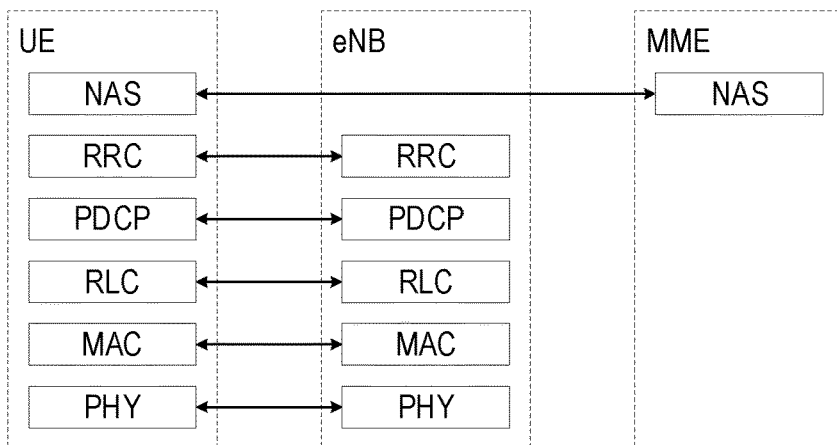 UE eNB MME
NAS NAS
RRC RRC
PDCP PDCP
RLC RLC
MAC MAC
PHY PHY